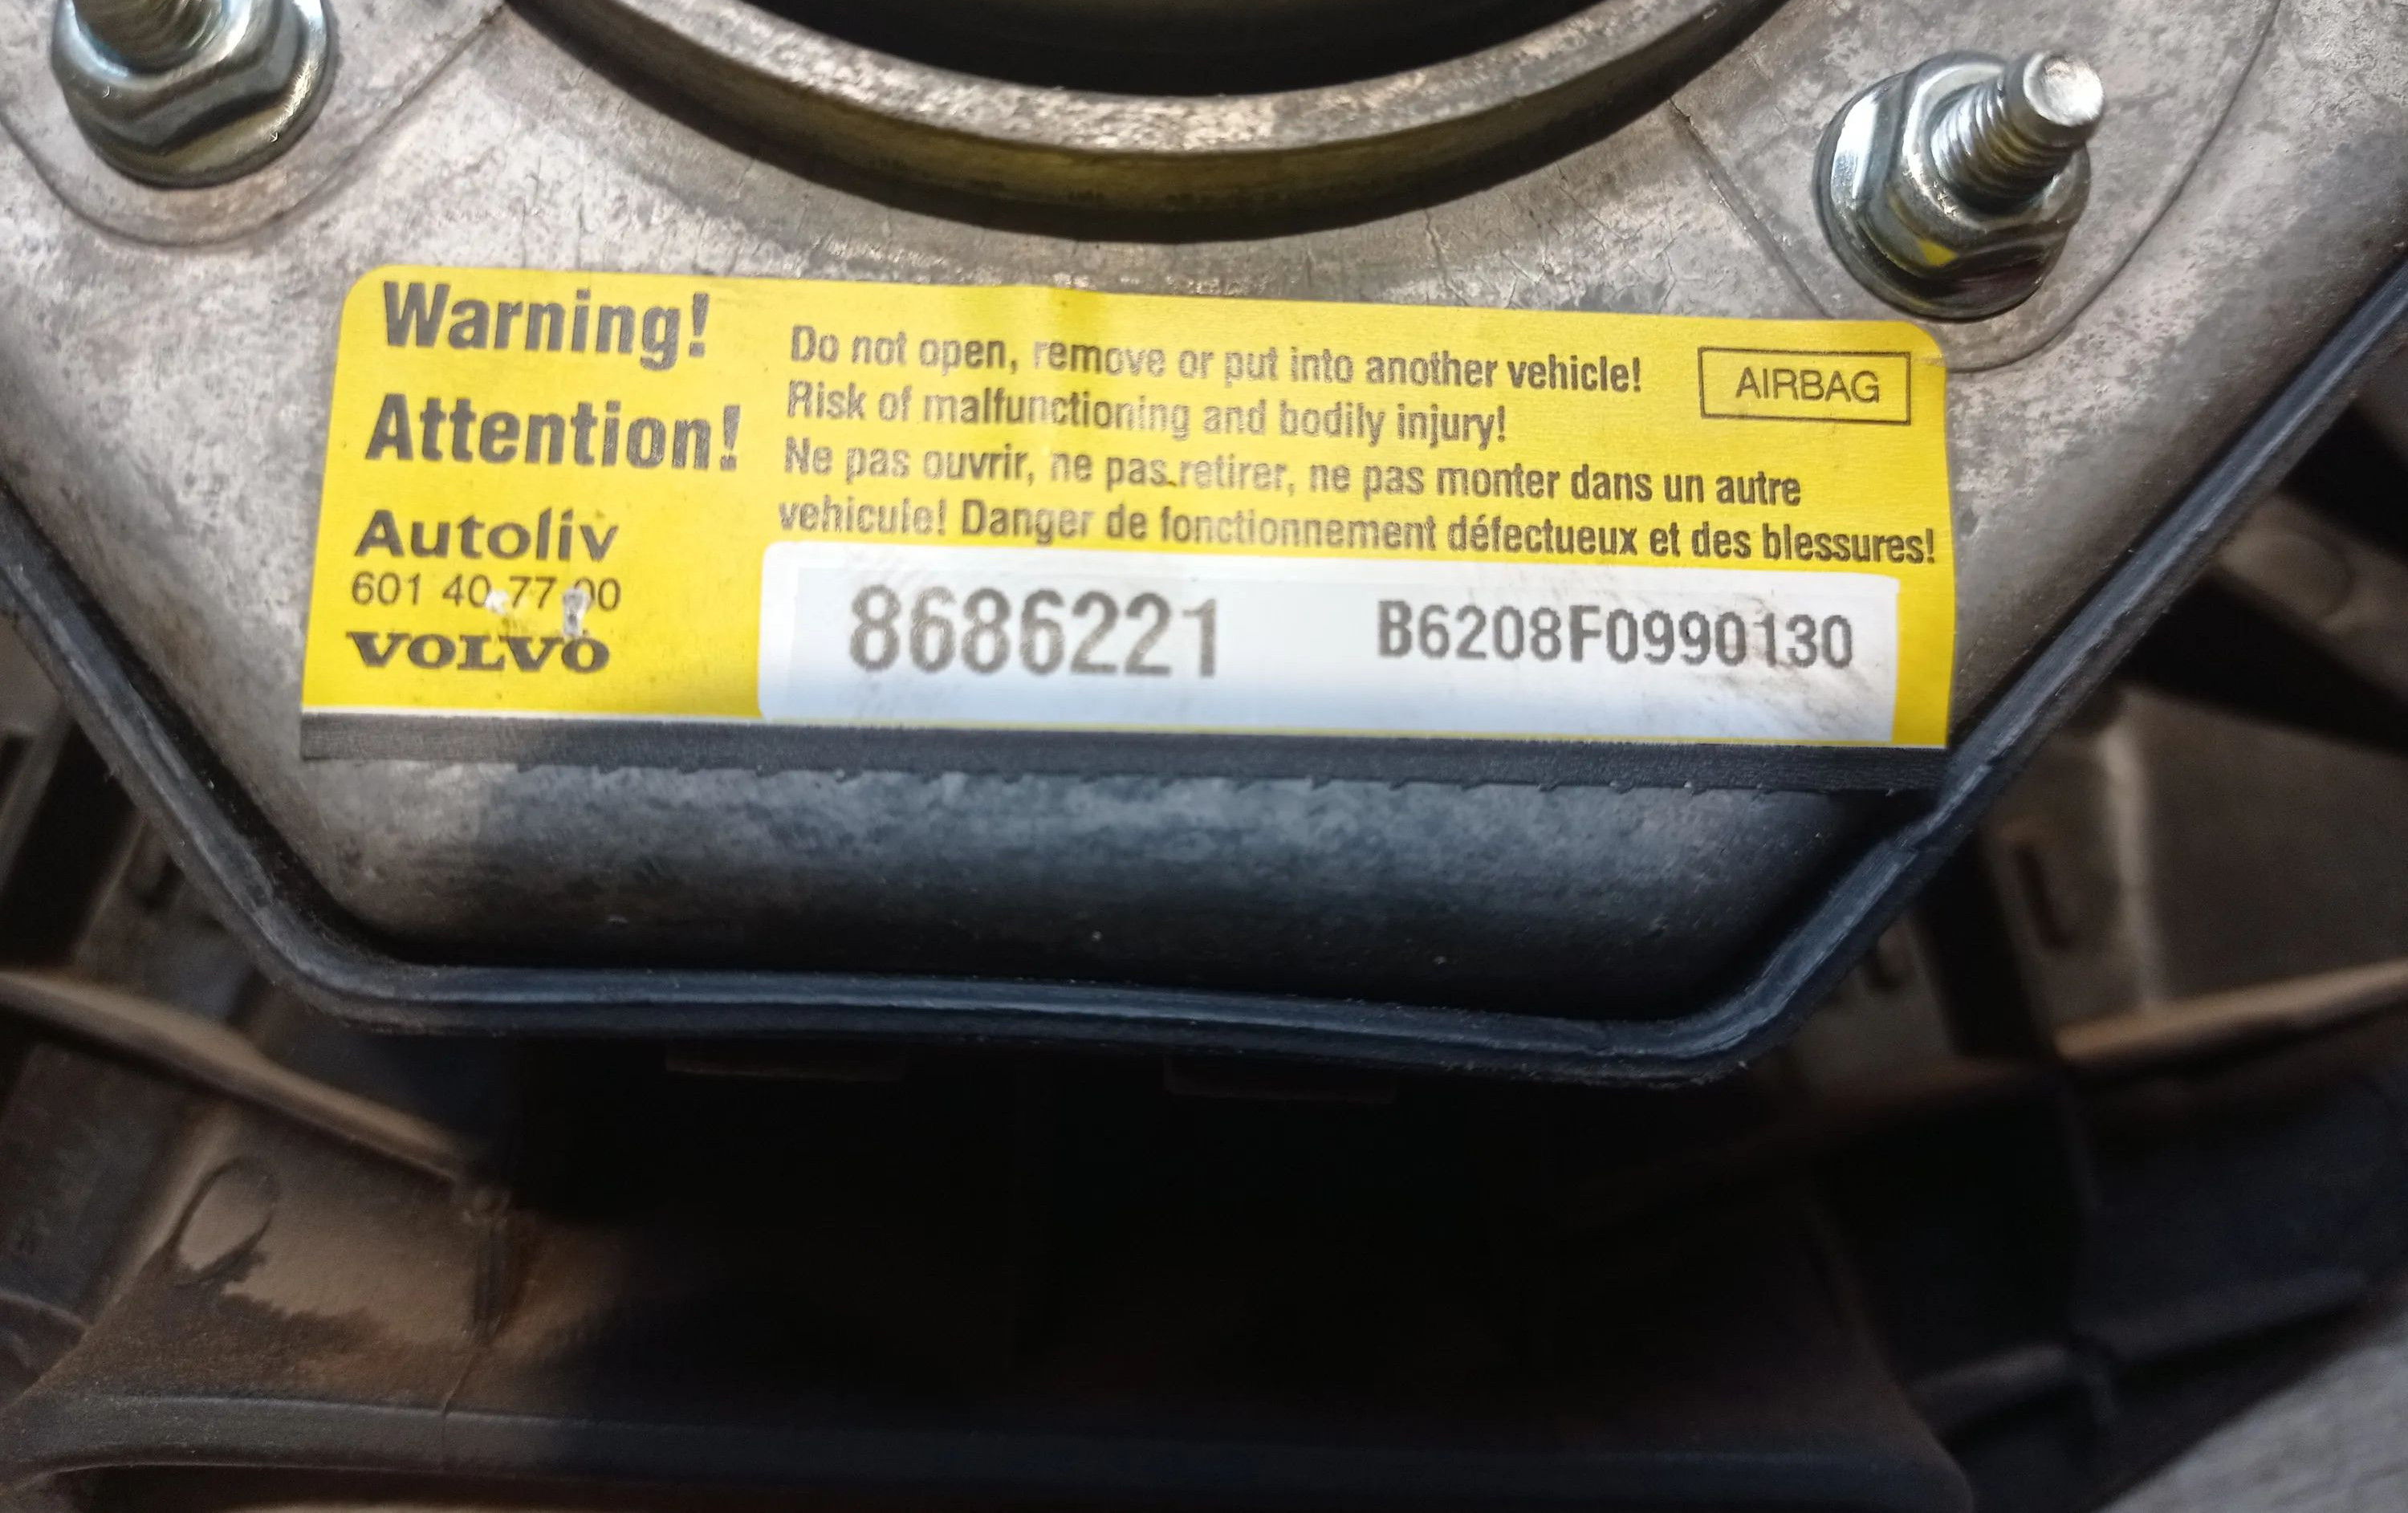 Warning!
Attention!
Do not open, remove or put into another vehicle!
Risk of malfunctioning and bodily injury!
Ne pas ouvrir, ne pas retirer, ne pas monter dans un autre
vehicule! Danger de fonctionnement défectueux et des blessures!
AIRBAG
Autoliv
601 40 77 00
VOLVO
8686221
B6208F0990130